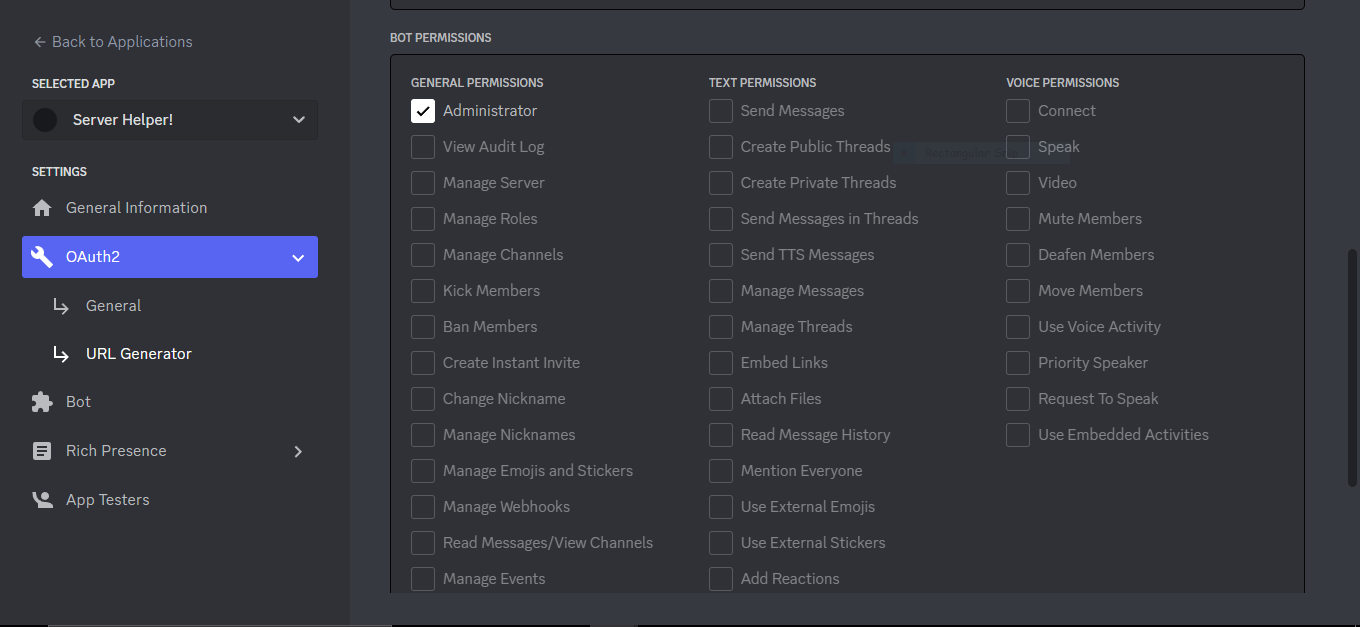 Back to Applications
SELECTED APP
Server Helper!
SETTINGS
General Information
OAuth2
General
URL Generator
Bot
Rich Presence
App Testers
BOT PERMISSIONS
GENERAL PERMISSIONS
Administrator
View Audit Log
Manage Server
Manage Roles
Manage Channels
Kick Members
Ban Members
Create Instant Invite
Change Nickname
Manage Nicknames
Manage Emojis and Stickers
Manage Webhooks
Read Messages/View Channels
Manage Events
TEXT PERMISSIONS
Send Messages
Create Public Threads
Create Private Threads
Send Messages in Threads
Send TTS Messages
Manage Messages
Manage Threads
Embed Links
Attach Files
Read Message History
Mention Everyone
Use External Emojis
Use External Stickers
Add Reactions
VOICE PERMISSIONS
Connect
Speak
Video
Mute Members
Deafen Members
Move Members
Use Voice Activity
Priority Speaker
Request To Speak
Use Embedded Activities